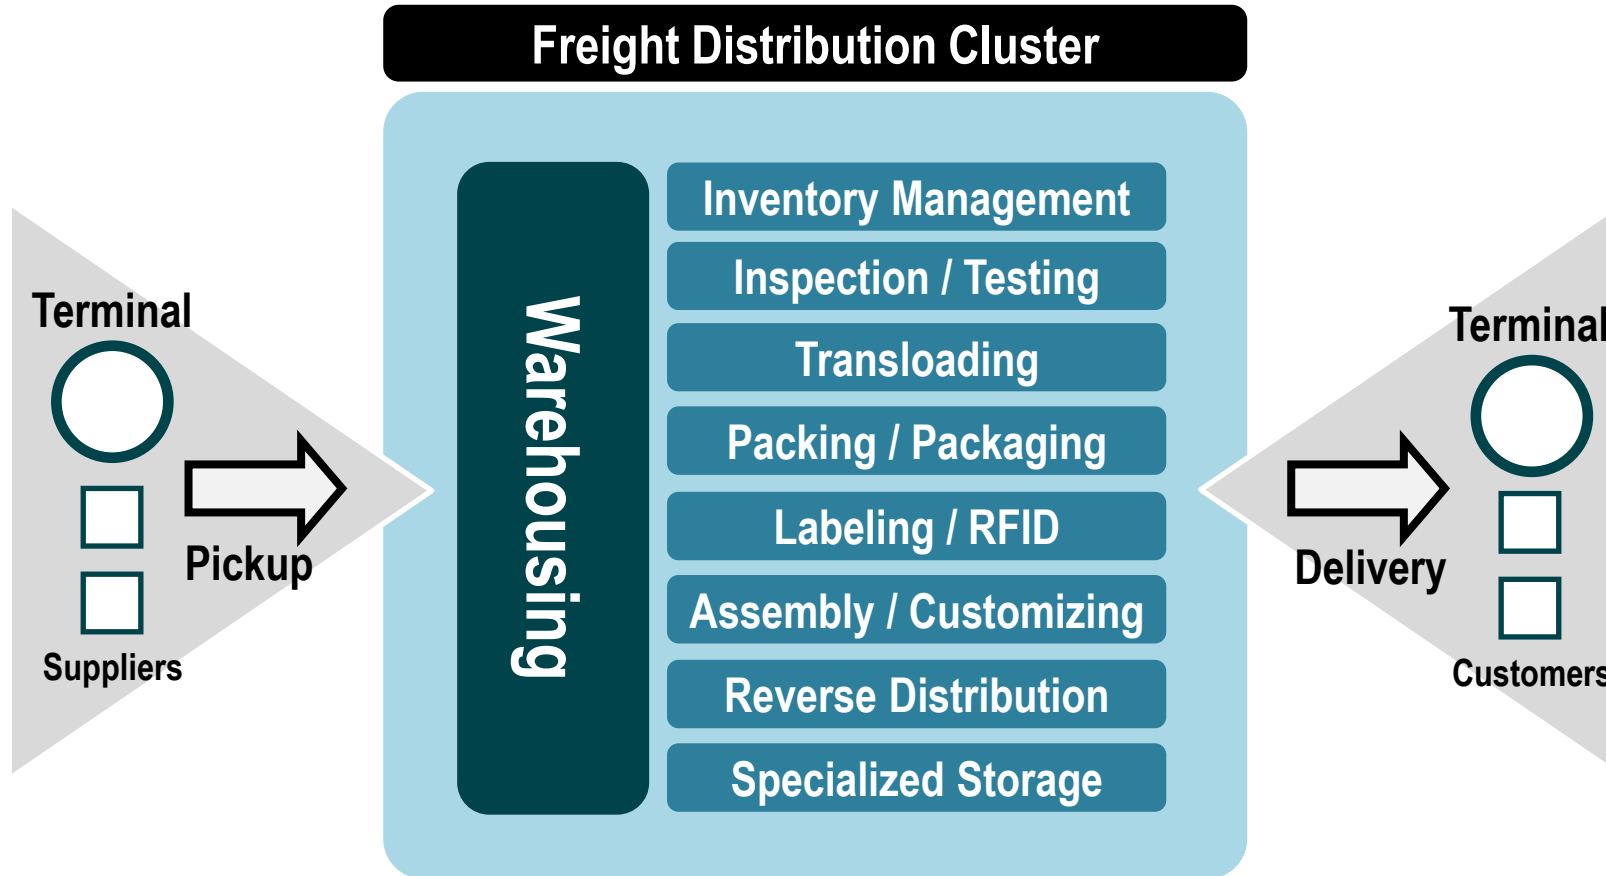 Freight Distribution Cluster
Terminal
Pickup
Suppliers
Warehousing
Inventory Management
Inspection / Testing
Transloading
Packing / Packaging
Labeling / RFID
Assembly / Customizing
Reverse Distribution
Specialized Storage
Terminal
Delivery
Customers